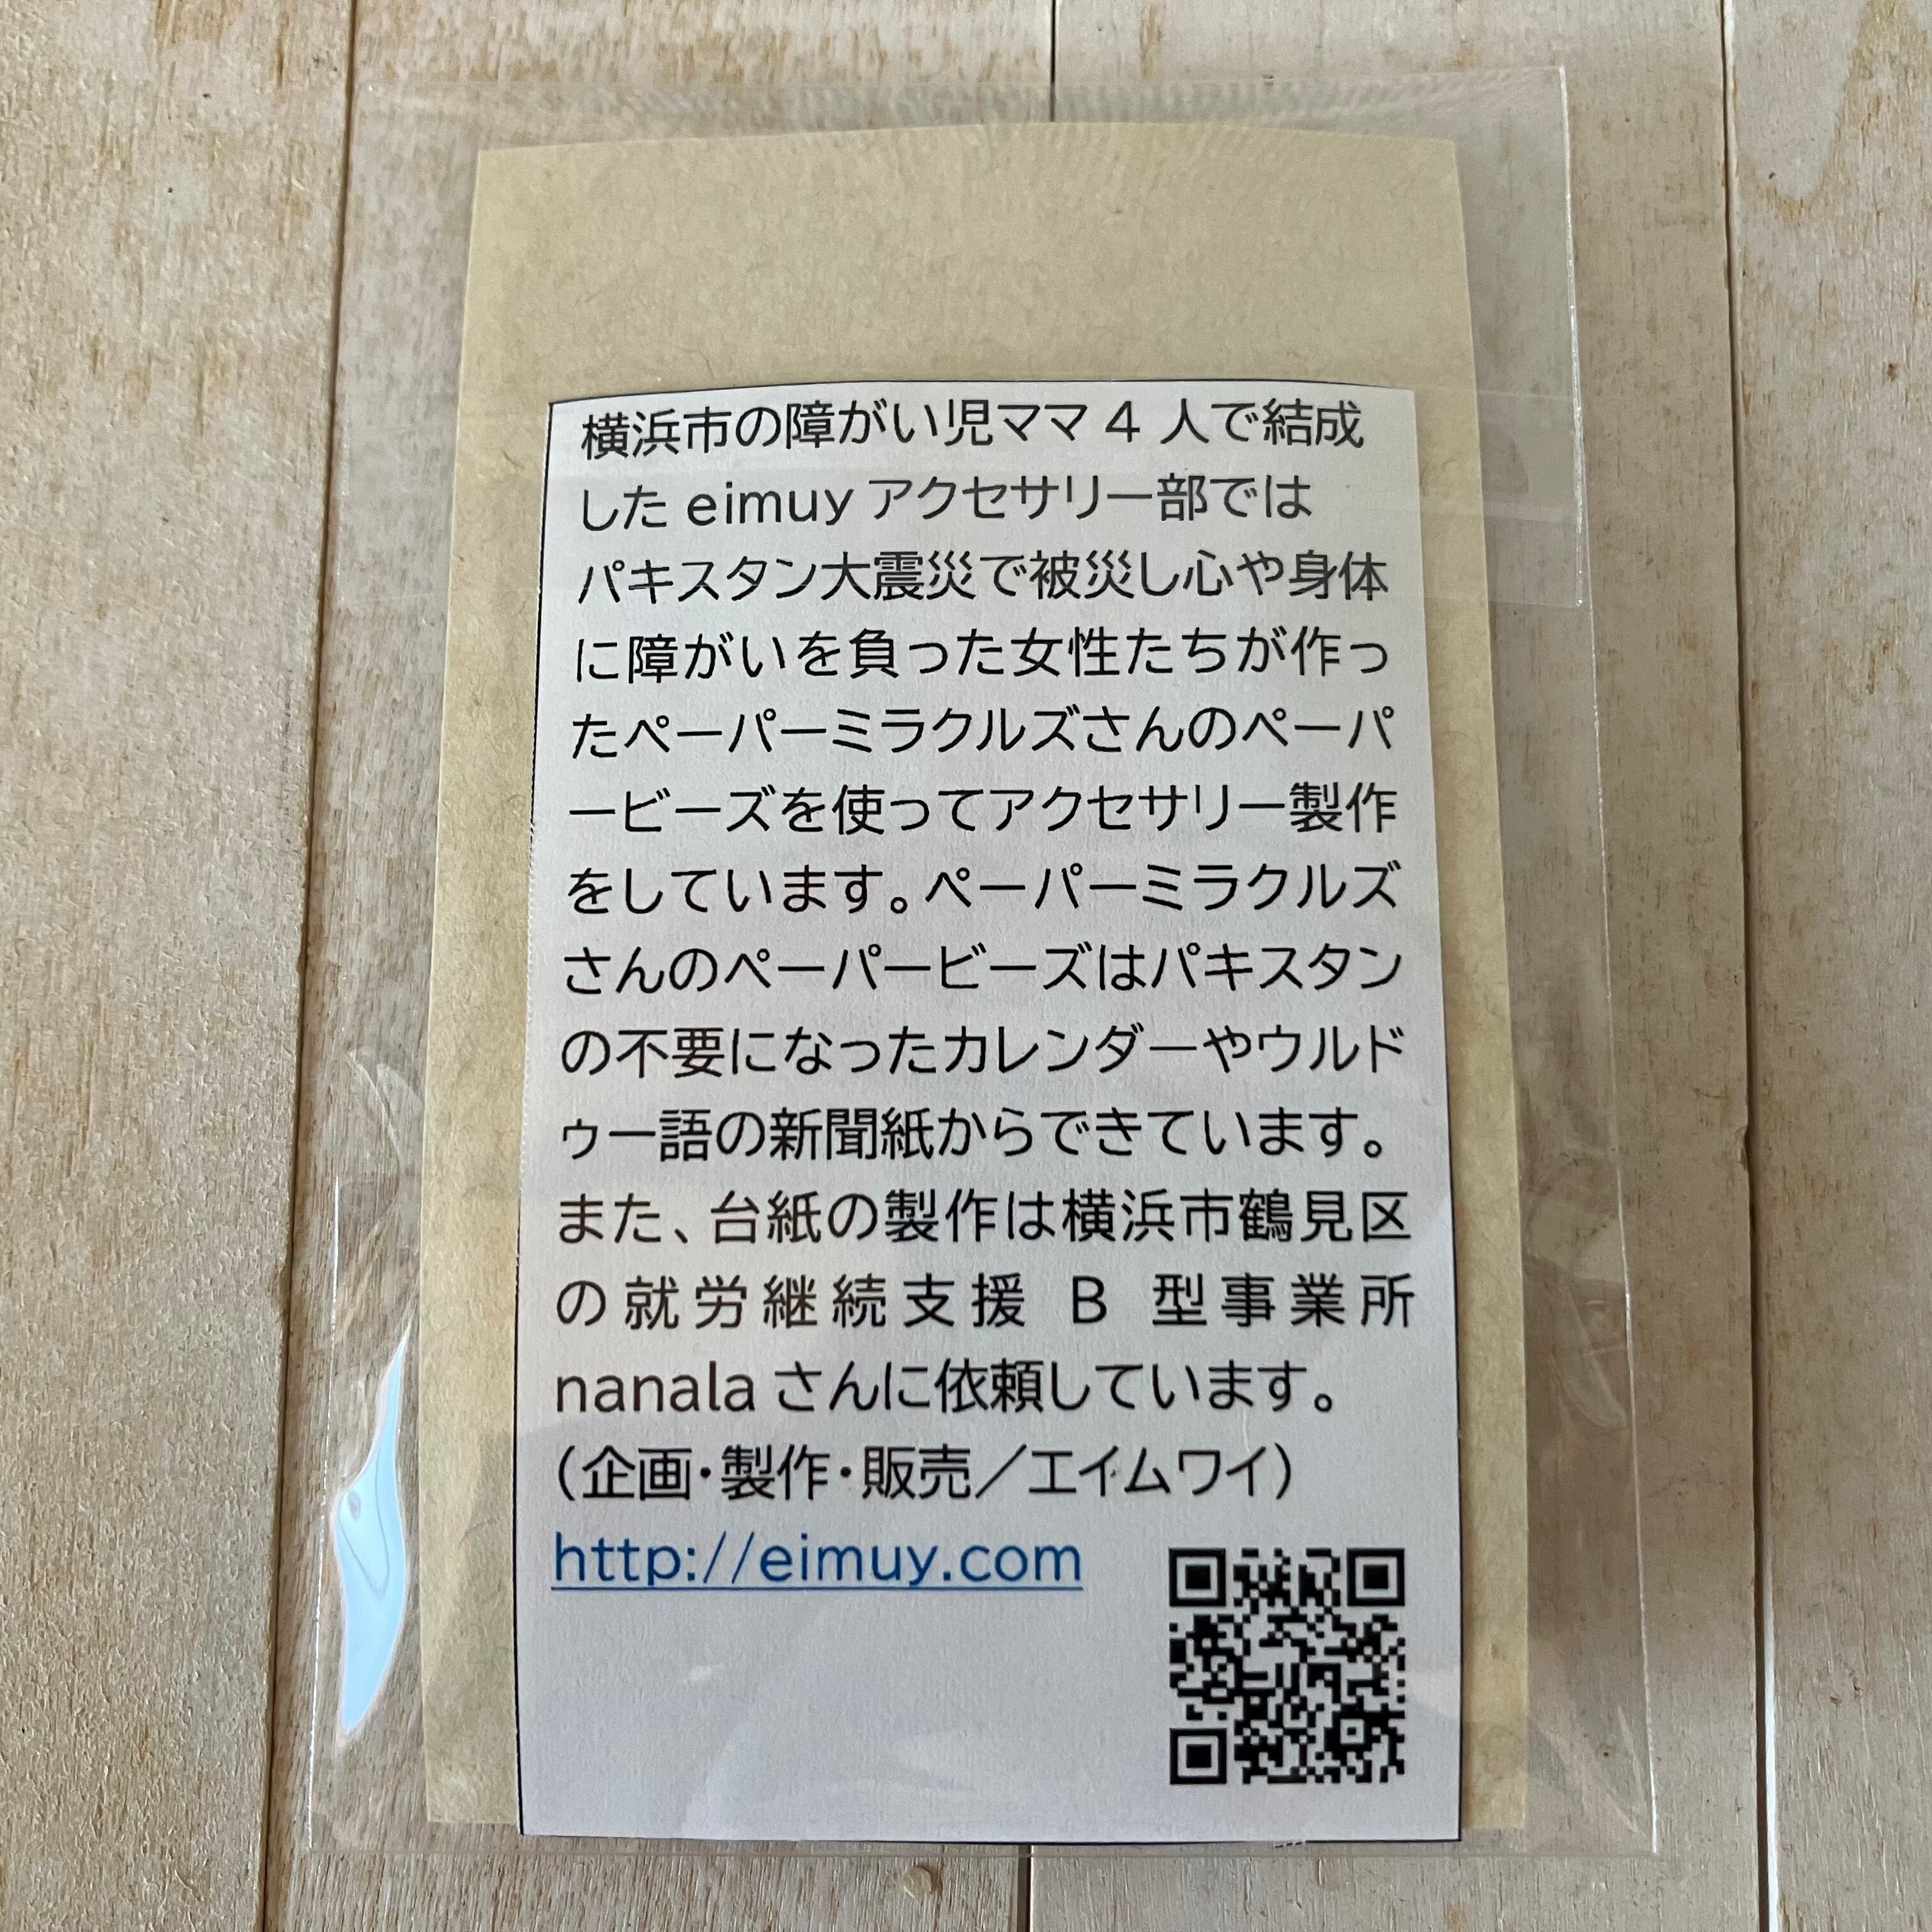 横浜市の障がい児ママ 4 人で結成
した eimuy アクセサリー部では
パキスタン大震災で被災し心や身体
に障がいを負った女性たちが作っ
たペーパーミラクルズさんのペーパ
ービーズを使ってアクセサリー製作
をしています。ペーパーミラクルズ
さんのペーパービーズはパキスタン
の不要になったカレンダーやウルド
ゥー語の新聞紙からできています。
また、台紙の製作は横浜市鶴見区
の就労継続支援 B 型事業所
nanala さんに依頼しています。
（企画・製作・販売／エイムワイ）
http://eimuy.com